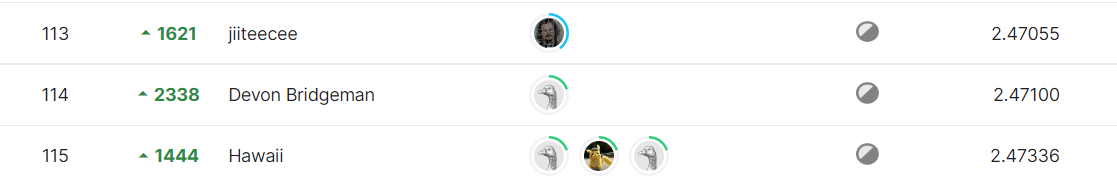 113 1621 jiiteecee 2.47055
114 2338 Devon Bridgeman 2.47100
115 1444 Hawaii 2.47336